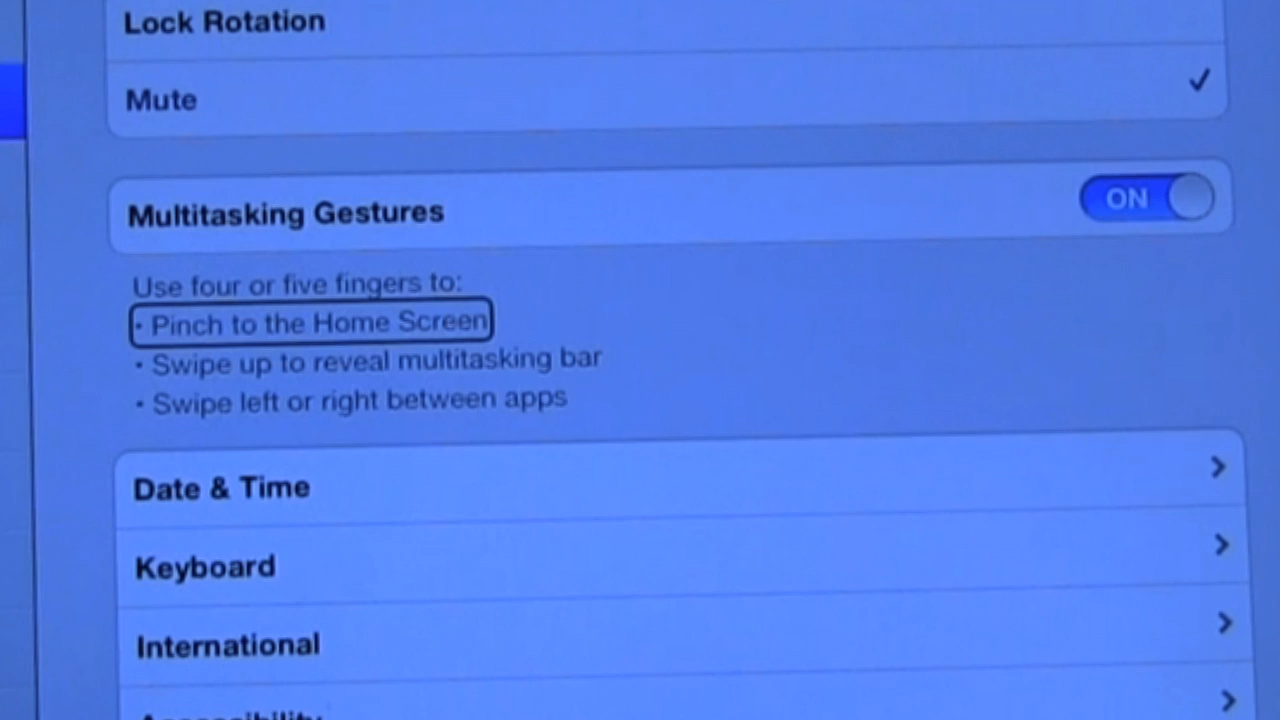 Lock Rotation
Mute
Multitasking Gestures ON
Use four or five fingers to:
• Pinch to the Home Screen
• Swipe up to reveal multitasking bar
• Swipe left or right between apps
Date & Time
Keyboard
International
Accessibility